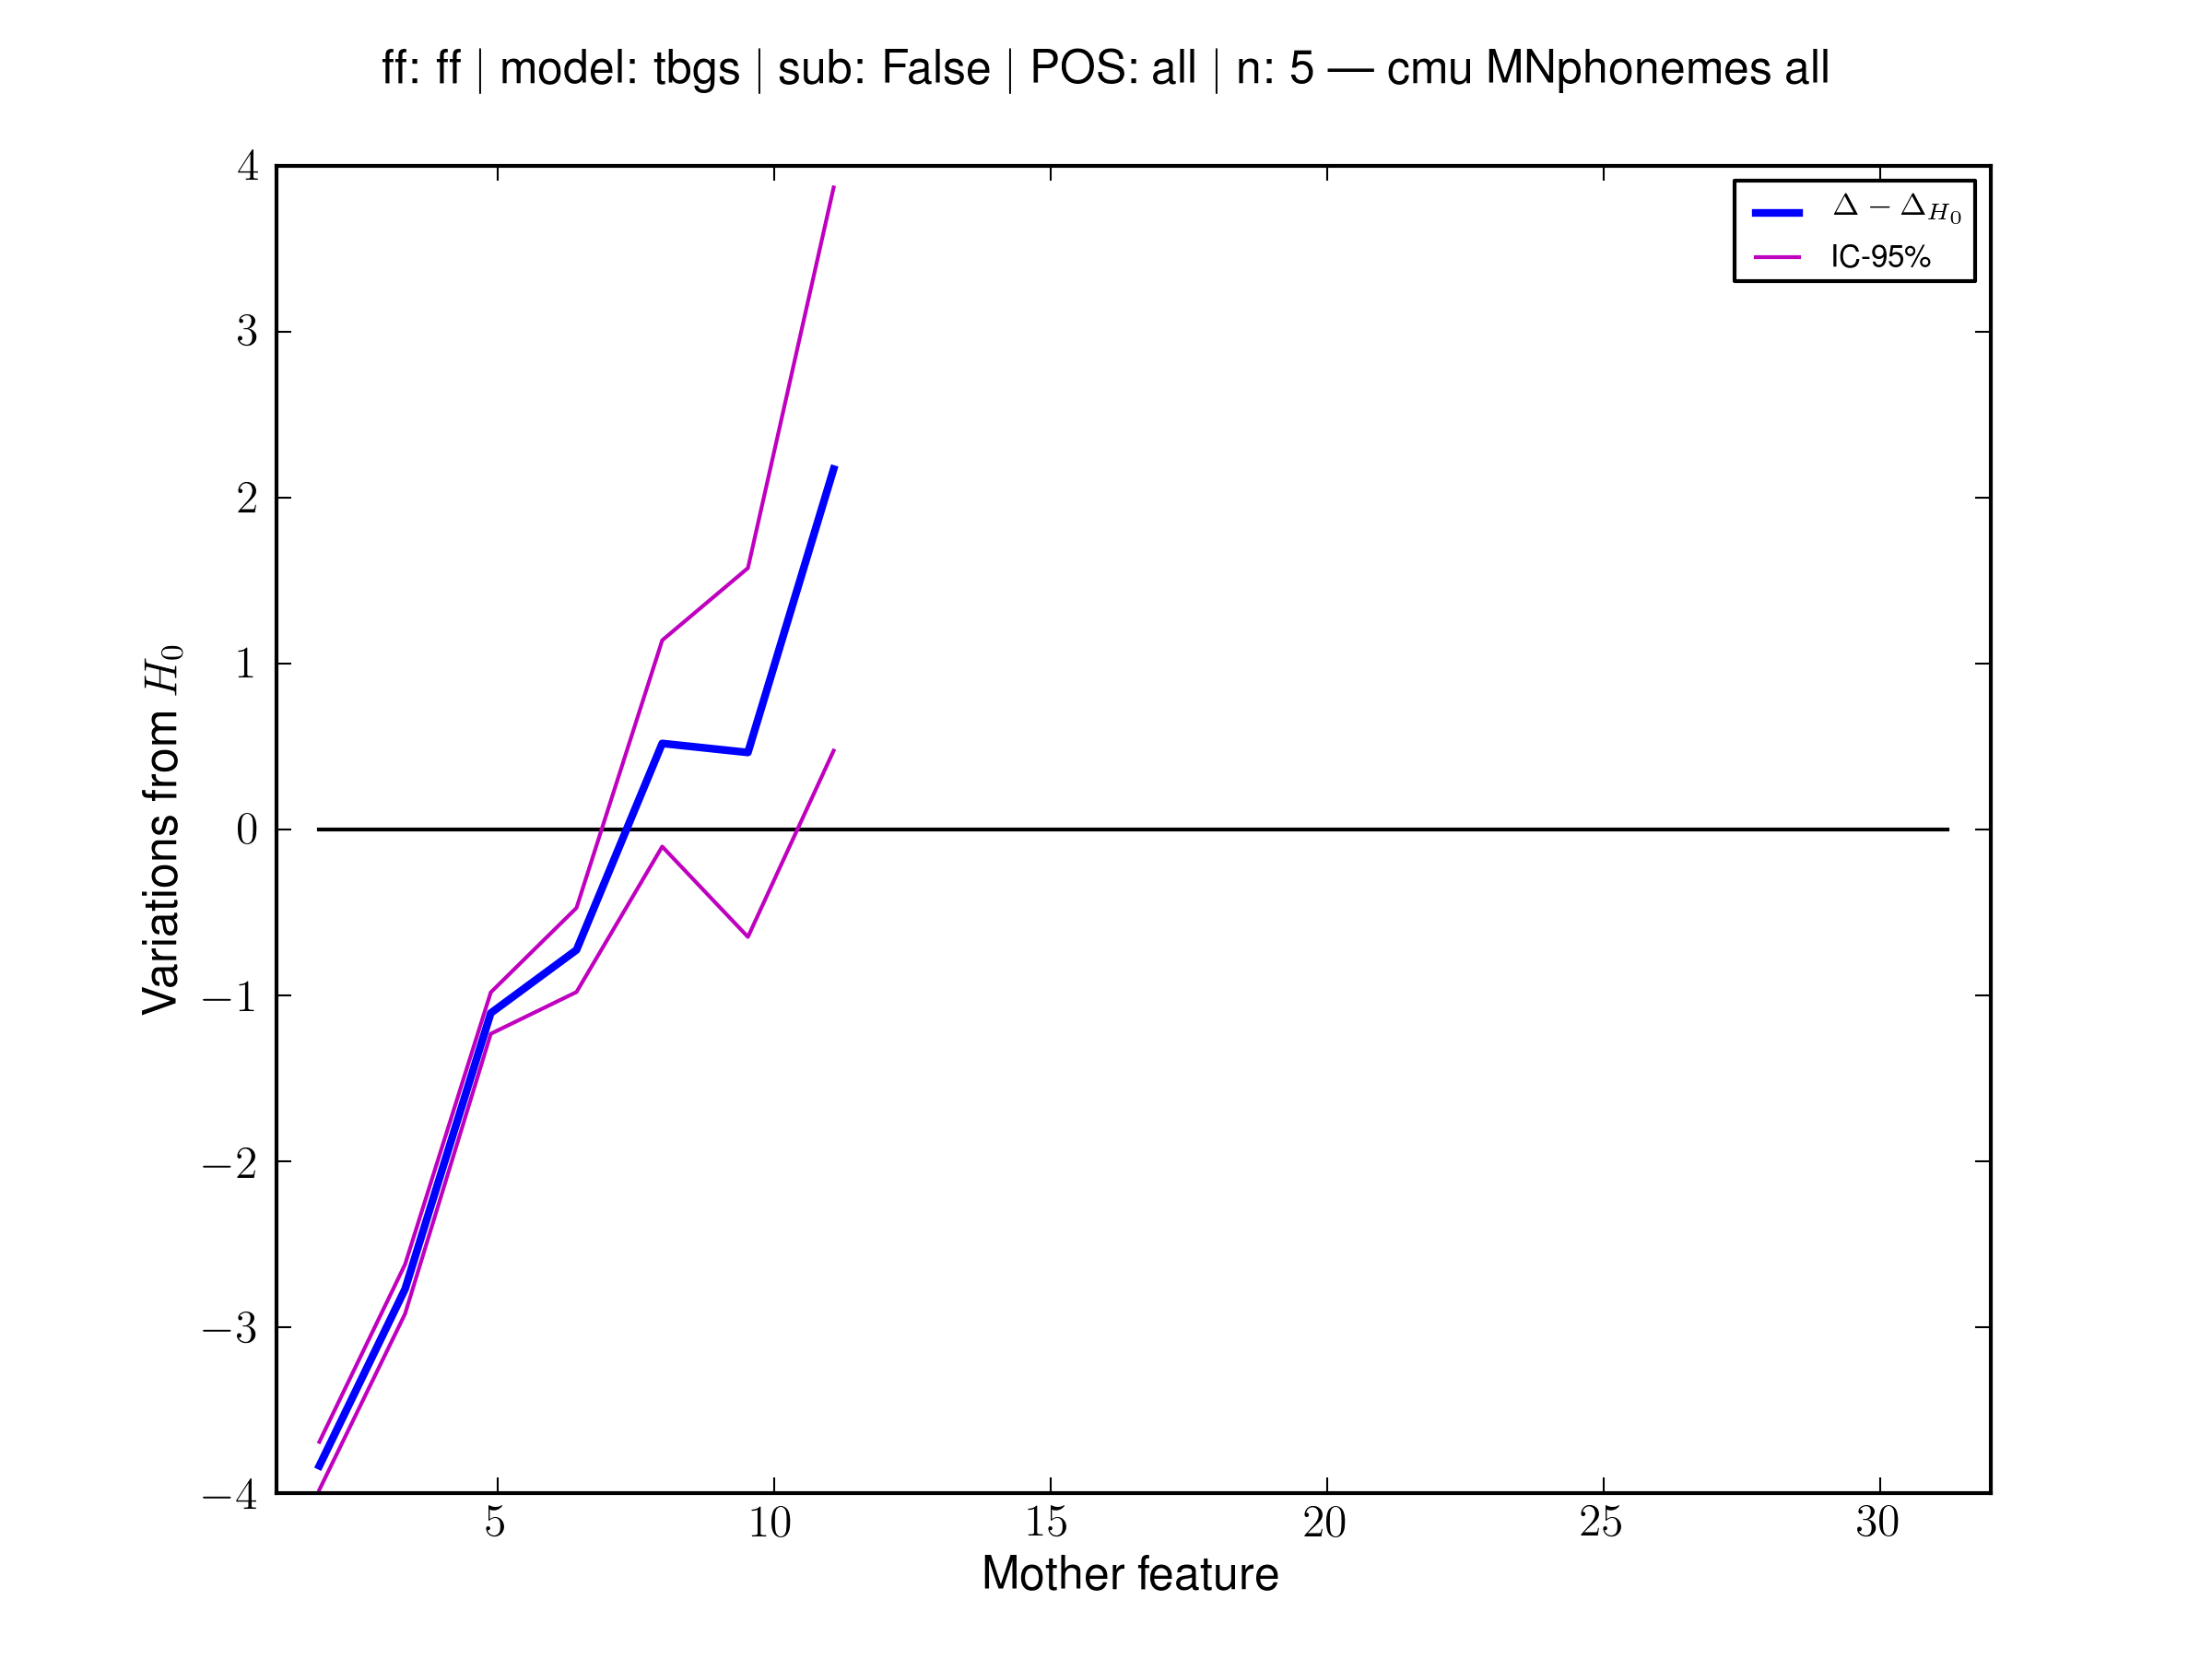 ff: ff | model: tbgs | sub: False | POS: all | n: 5 — cmu MNphonemes all
4
3
2
1
0
−1
−2
−3
−4
Variations from H₀
Δ − Δ_H₀
IC-95%
5 10 15 20 25 30
Mother feature